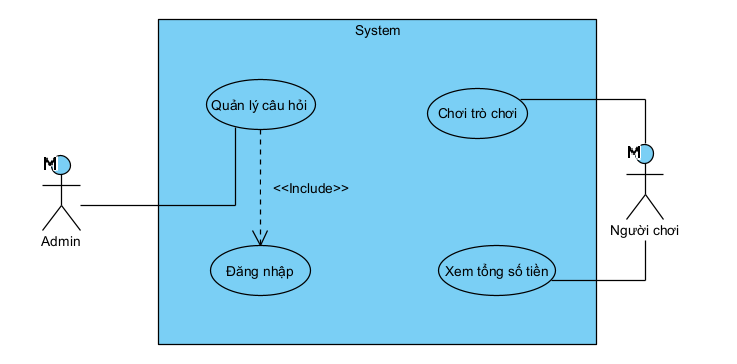 System
Quản lý câu hỏi
Chơi trò chơi
M
M
<<Include>>
Admin
Người chơi
Đăng nhập
Xem tổng số tiền